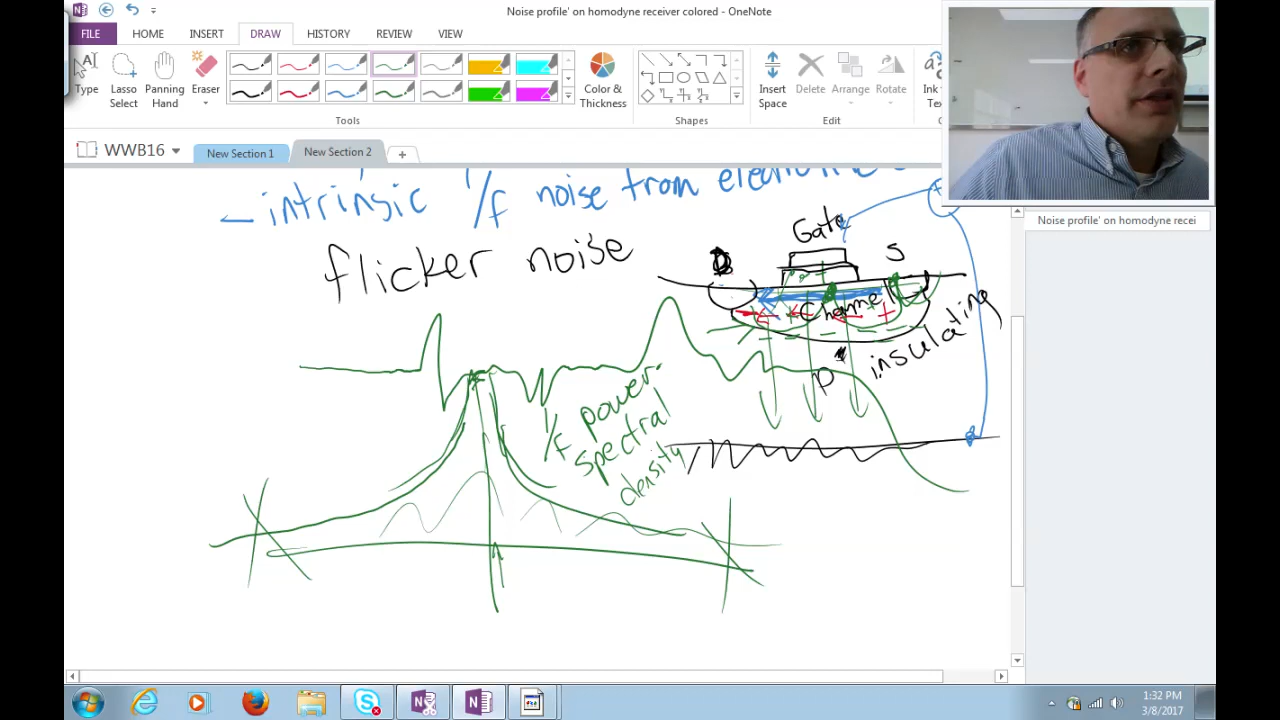 Noise profile' on homodyne receiver colored - OneNote
FILE HOME INSERT DRAW HISTORY REVIEW VIEW
Type
Lasso Select
Panning Hand
Eraser
Color & Thickness
Insert Space
Delete
Arrange
Rotate
Ink to
Tools
Shapes
Edit
WWB16
New Section 1
New Section 2
Noise profile' on homodyne recei
intrinsic 1/f noise from
flicker noise
Gate
S
Channel
p
insulating
1/f power
spectral
density
1:32 PM
3/8/2017